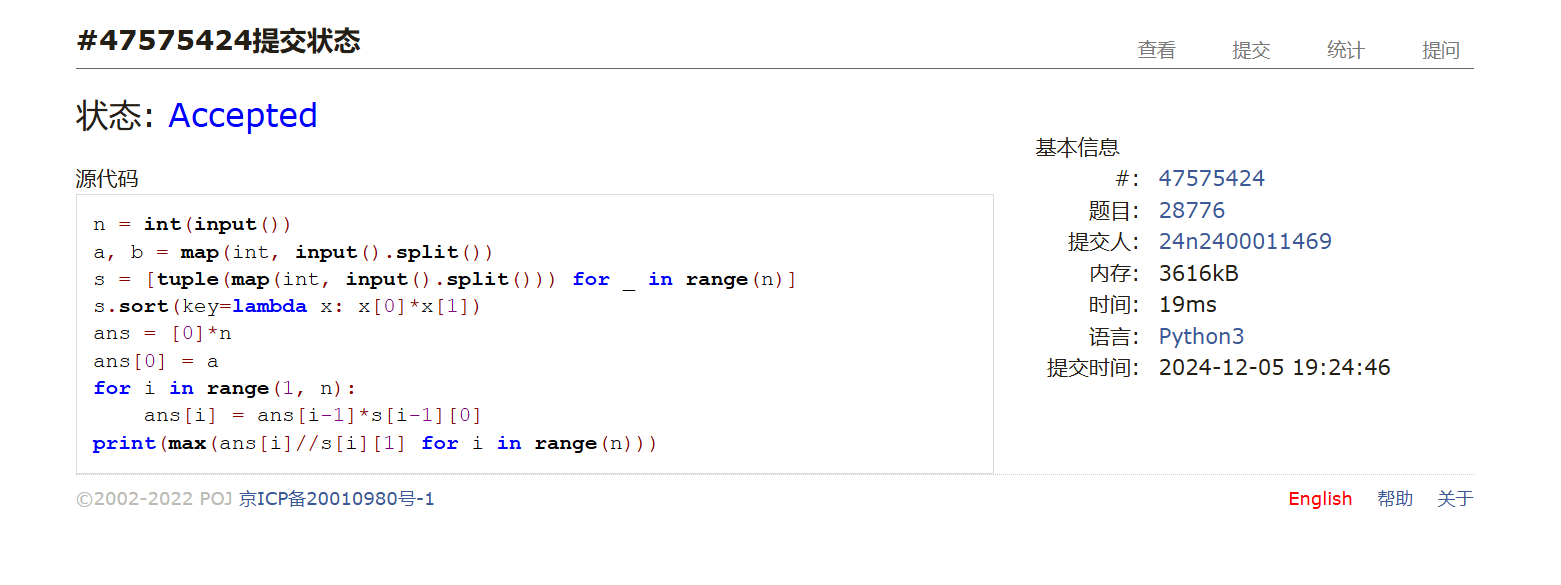 #47575424提交状态
查看 提交 统计 提问
状态: Accepted
基本信息
#: 47575424
题目: 28776
提交人: 24n2400011469
内存: 3616kB
时间: 19ms
语言: Python3
提交时间: 2024-12-05 19:24:46
源代码
n = int(input())
a, b = map(int, input().split())
s = [tuple(map(int, input().split())) for _ in range(n)]
s.sort(key=lambda x: x[0]*x[1])
ans = [0]*n
ans[0] = a
for i in range(1, n):
    ans[i] = ans[i-1]*s[i-1][0]
print(max(ans[i]//s[i][1] for i in range(n)))
©2002-2022 POJ 京ICP备20010980号-1
English 帮助 关于